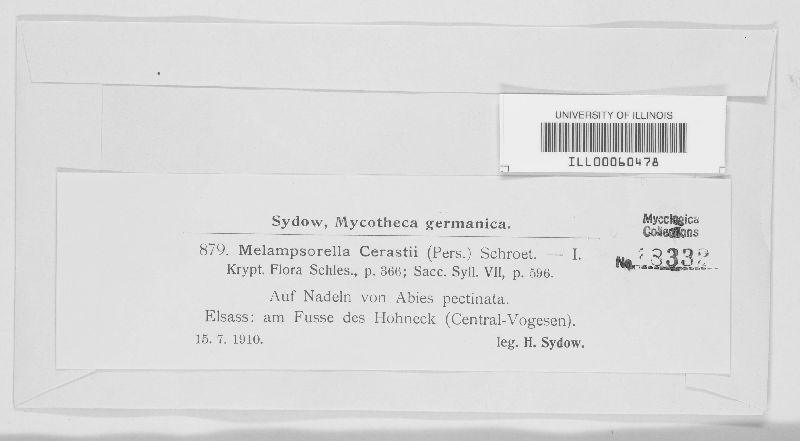 UNIVERSITY OF ILLINOIS
ILL00060478
Sydow, Mycotheca germanica.
Mycological
Collections
No. 18332
879. Melampsorella Cerastii (Pers.) Schroet. — I.
Krypt. Flora Schles., p. 366; Sacc. Syll. VII, p. 596.
Auf Nadeln von Abies pectinata.
Elsass: am Fusse des Hohneck (Central-Vogesen).
15. 7. 1910. leg. H. Sydow.